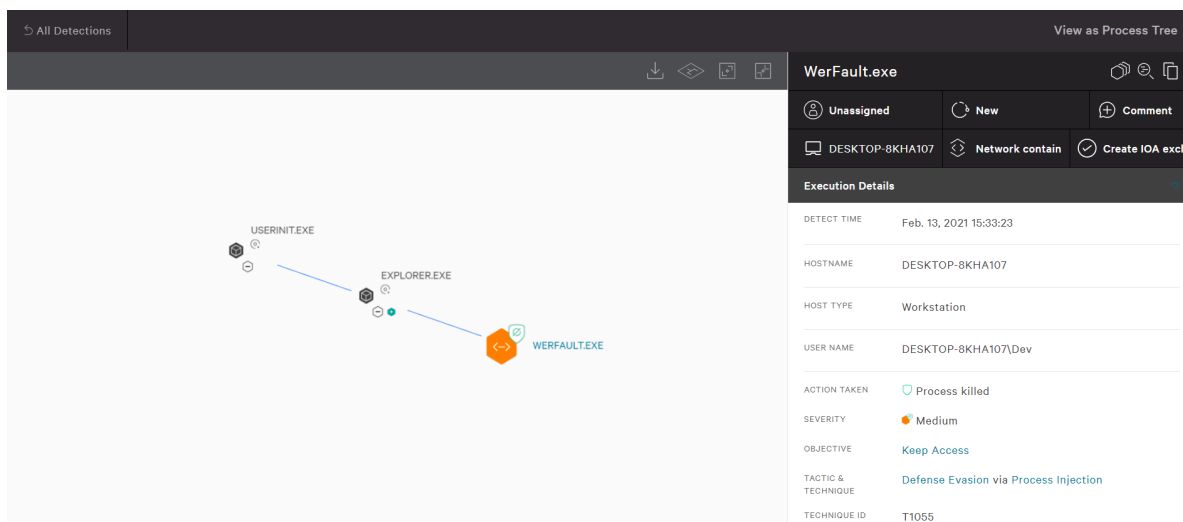 All Detections
View as Process Tree
WerFault.exe
Unassigned
New
Comment
DESKTOP-8KHA107
Network contain
Create IOA excl
Execution Details
DETECT TIME
Feb. 13, 2021 15:33:23
HOSTNAME
DESKTOP-8KHA107
HOST TYPE
Workstation
USER NAME
DESKTOP-8KHA107\Dev
ACTION TAKEN
Process killed
SEVERITY
Medium
OBJECTIVE
Keep Access
TACTIC &
TECHNIQUE
Defense Evasion via Process Injection
TECHNIQUE ID
T1055
USERINIT.EXE
EXPLORER.EXE
WERFAULT.EXE